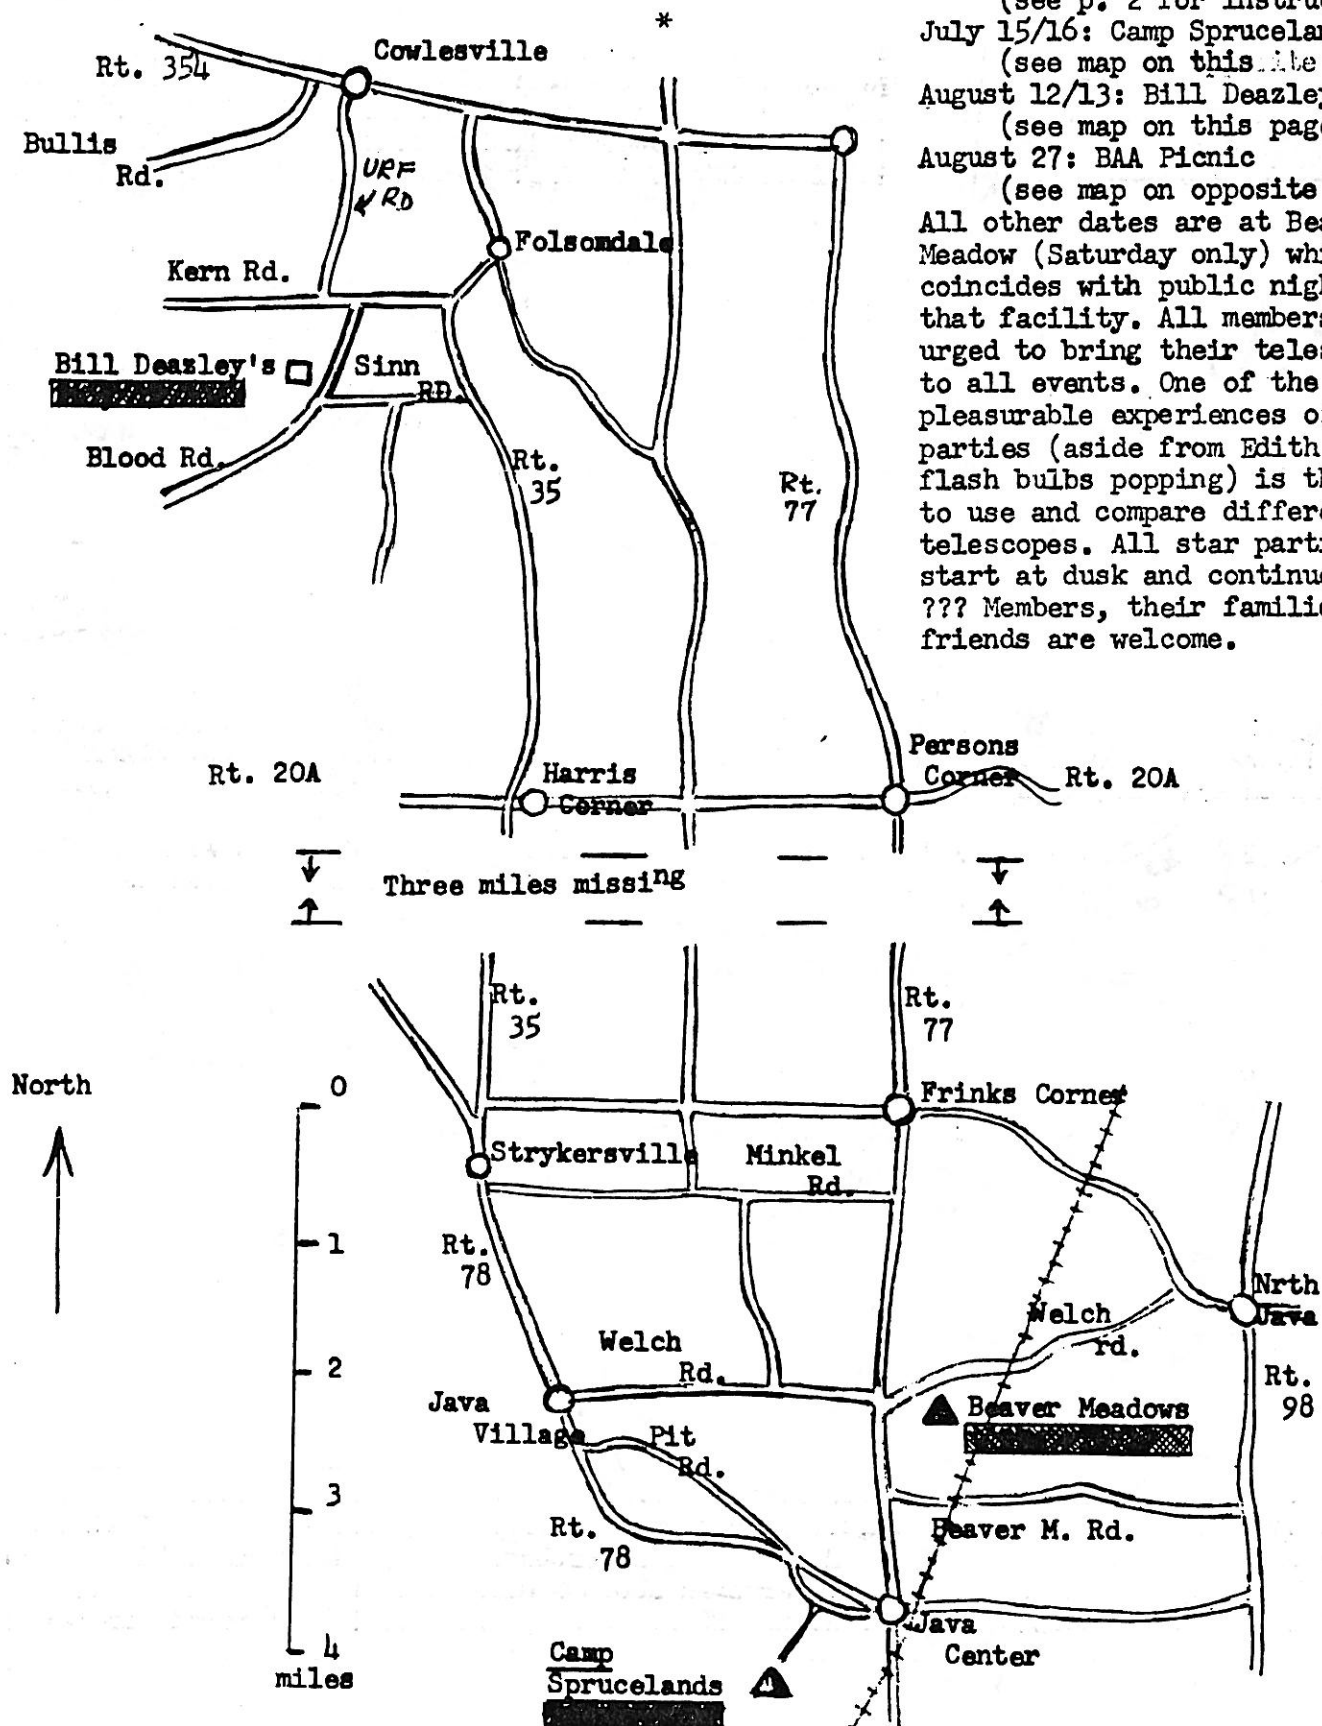 *
(see p. 2 for instruc
July 15/16: Camp Sprucelan
(see map on this
August 12/13: Bill Deazley
(see map on this page
August 27: BAA Picnic
(see map on opposite
All other dates are at Bea
Meadow (Saturday only) wh
coincides with public nigh
that facility. All members
urged to bring their teles
to all events. One of the
pleasurable experiences o
parties (aside from Edith
flash bulbs popping) is th
to use and compare differe
telescopes. All star parti
start at dusk and continue
??? Members, their familie
friends are welcome.
Cowlesville
Rt. 354
Bullis
Rd.
URF
RD
Folsomdale
Kern Rd.
Bill Deazley's
Sinn
RD.
Blood Rd.
Rt.
35
Rt.
77
Persons
Corner
Rt. 20A
Harris
Corner
Rt. 20A
Three miles missing
Rt.
35
Rt.
77
North
0
Frinks Corner
Strykersville
Minkel
Rd.
1
Rt.
78
Nrth
Java
Welch
rd.
Welch
Rd.
2
Rt.
98
Java
Village
Beaver Meadows
Pit
Rd.
3
Rt.
78
Beaver M. Rd.
Java
Center
4
miles
Camp
Sprucelands